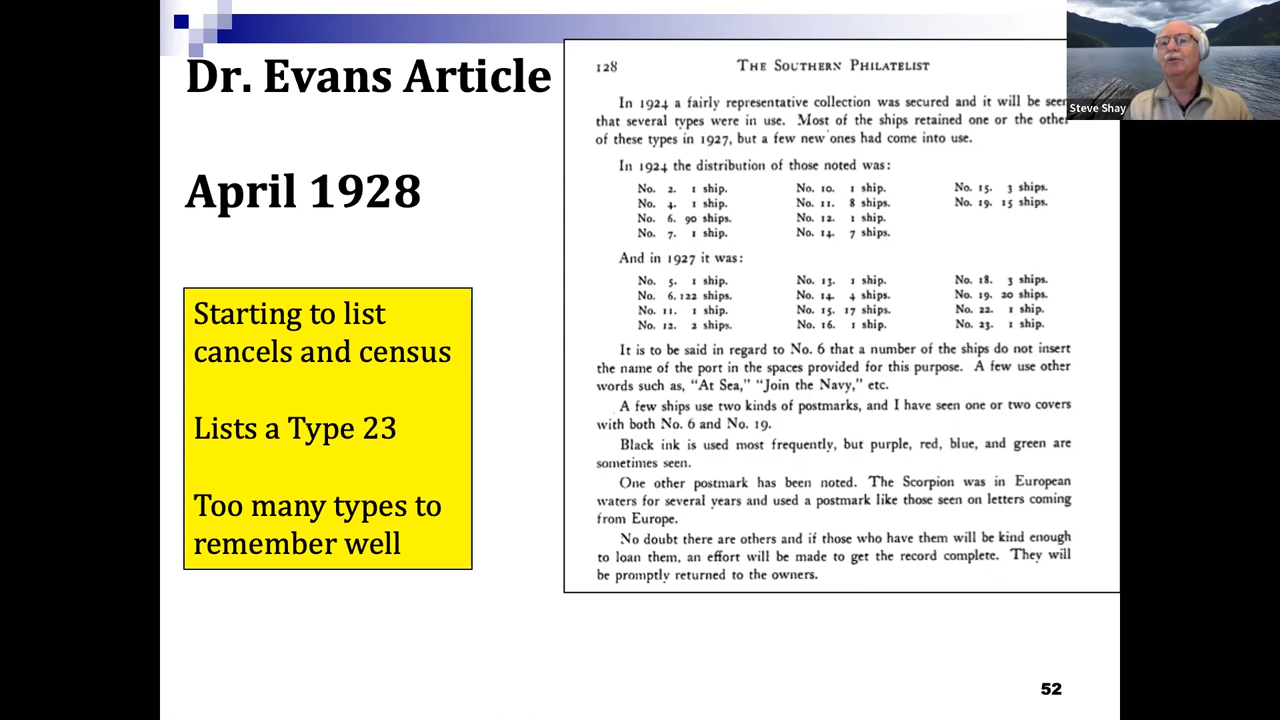 Dr. Evans Article
April 1928
Starting to list
cancels and census
Lists a Type 23
Too many types to
remember well
128 THE SOUTHERN PHILATELIST
In 1924 a fairly representative collection was secured and it will be seen
that several types were in use. Most of the ships retained one or the other
of these types in 1927, but a few new ones had come into use.
In 1924 the distribution of those noted was:
No. 2. 1 ship. No. 10. 1 ship. No. 15. 3 ships.
No. 4. 1 ship. No. 11. 8 ships. No. 19. 15 ships.
No. 6. 90 ships. No. 12. 1 ship.
No. 7. 1 ship. No. 14. 7 ships.
And in 1927 it was:
No. 5. 1 ship. No. 13. 1 ship. No. 18. 3 ships.
No. 6. 122 ships. No. 14. 4 ships. No. 19. 20 ships.
No. 11. 1 ship. No. 15. 17 ships. No. 22. 1 ship.
No. 12. 2 ships. No. 16. 1 ship. No. 23. 1 ship.
It is to be said in regard to No. 6 that a number of the ships do not insert
the name of the port in the spaces provided for this purpose. A few use other
words such as, "At Sea," "Join the Navy," etc.
A few ships use two kinds of postmarks, and I have seen one or two covers
with both No. 6 and No. 19.
Black ink is used most frequently, but purple, red, blue, and green are
sometimes seen.
One other postmark has been noted. The Scorpion was in European
waters for several years and used a postmark like those seen on letters coming
from Europe.
No doubt there are others and if those who have them will be kind enough
to loan them, an effort will be made to get the record complete. They will
be promptly returned to the owners.
Steve Shay
52